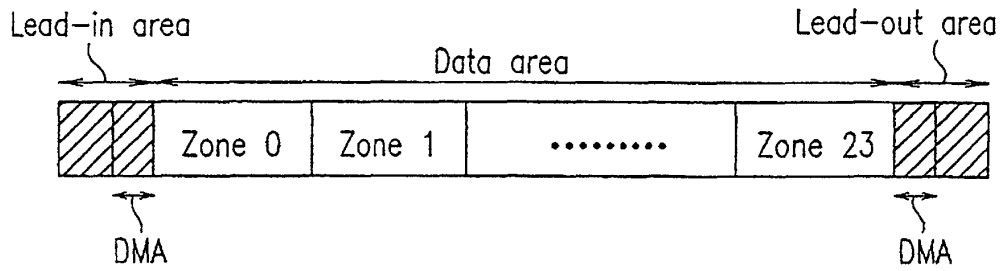 Lead-in area
Lead-out area
Data area
Zone 0
Zone 1
.........
Zone 23
DMA
DMA